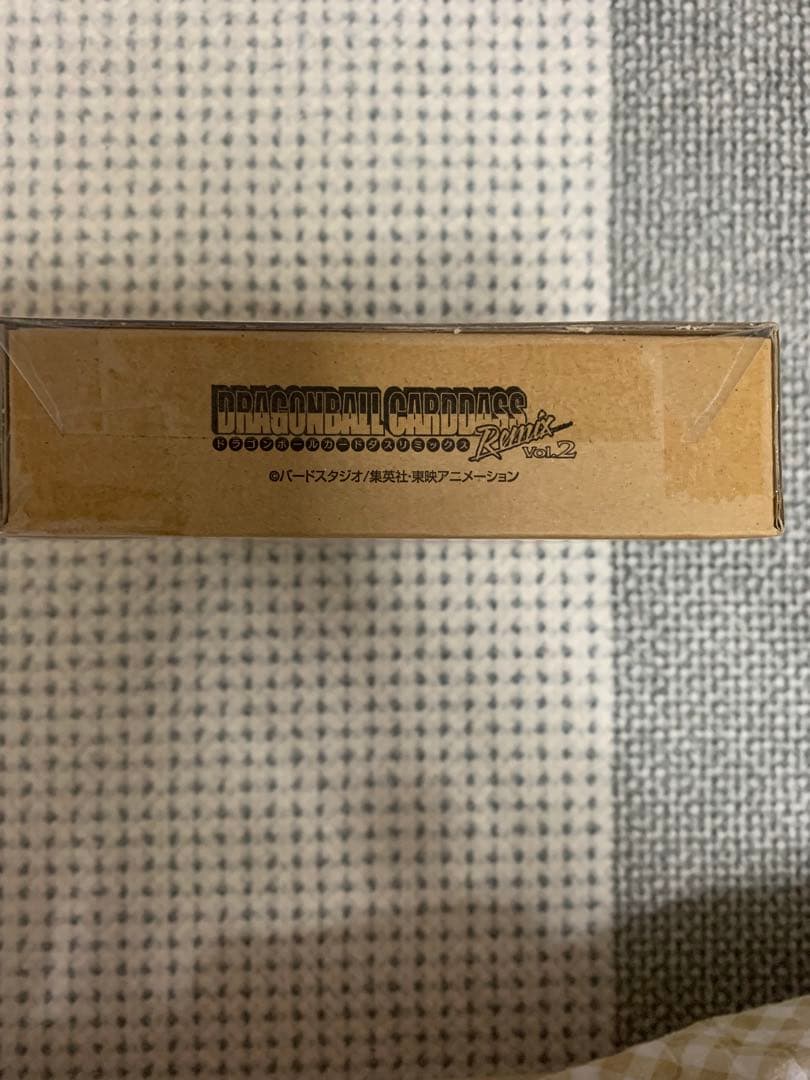 DRAGONBALL CARDDASS
ドラゴンボールカードダスリミックス Remix Vol.2
©バードスタジオ/集英社・東映アニメーション